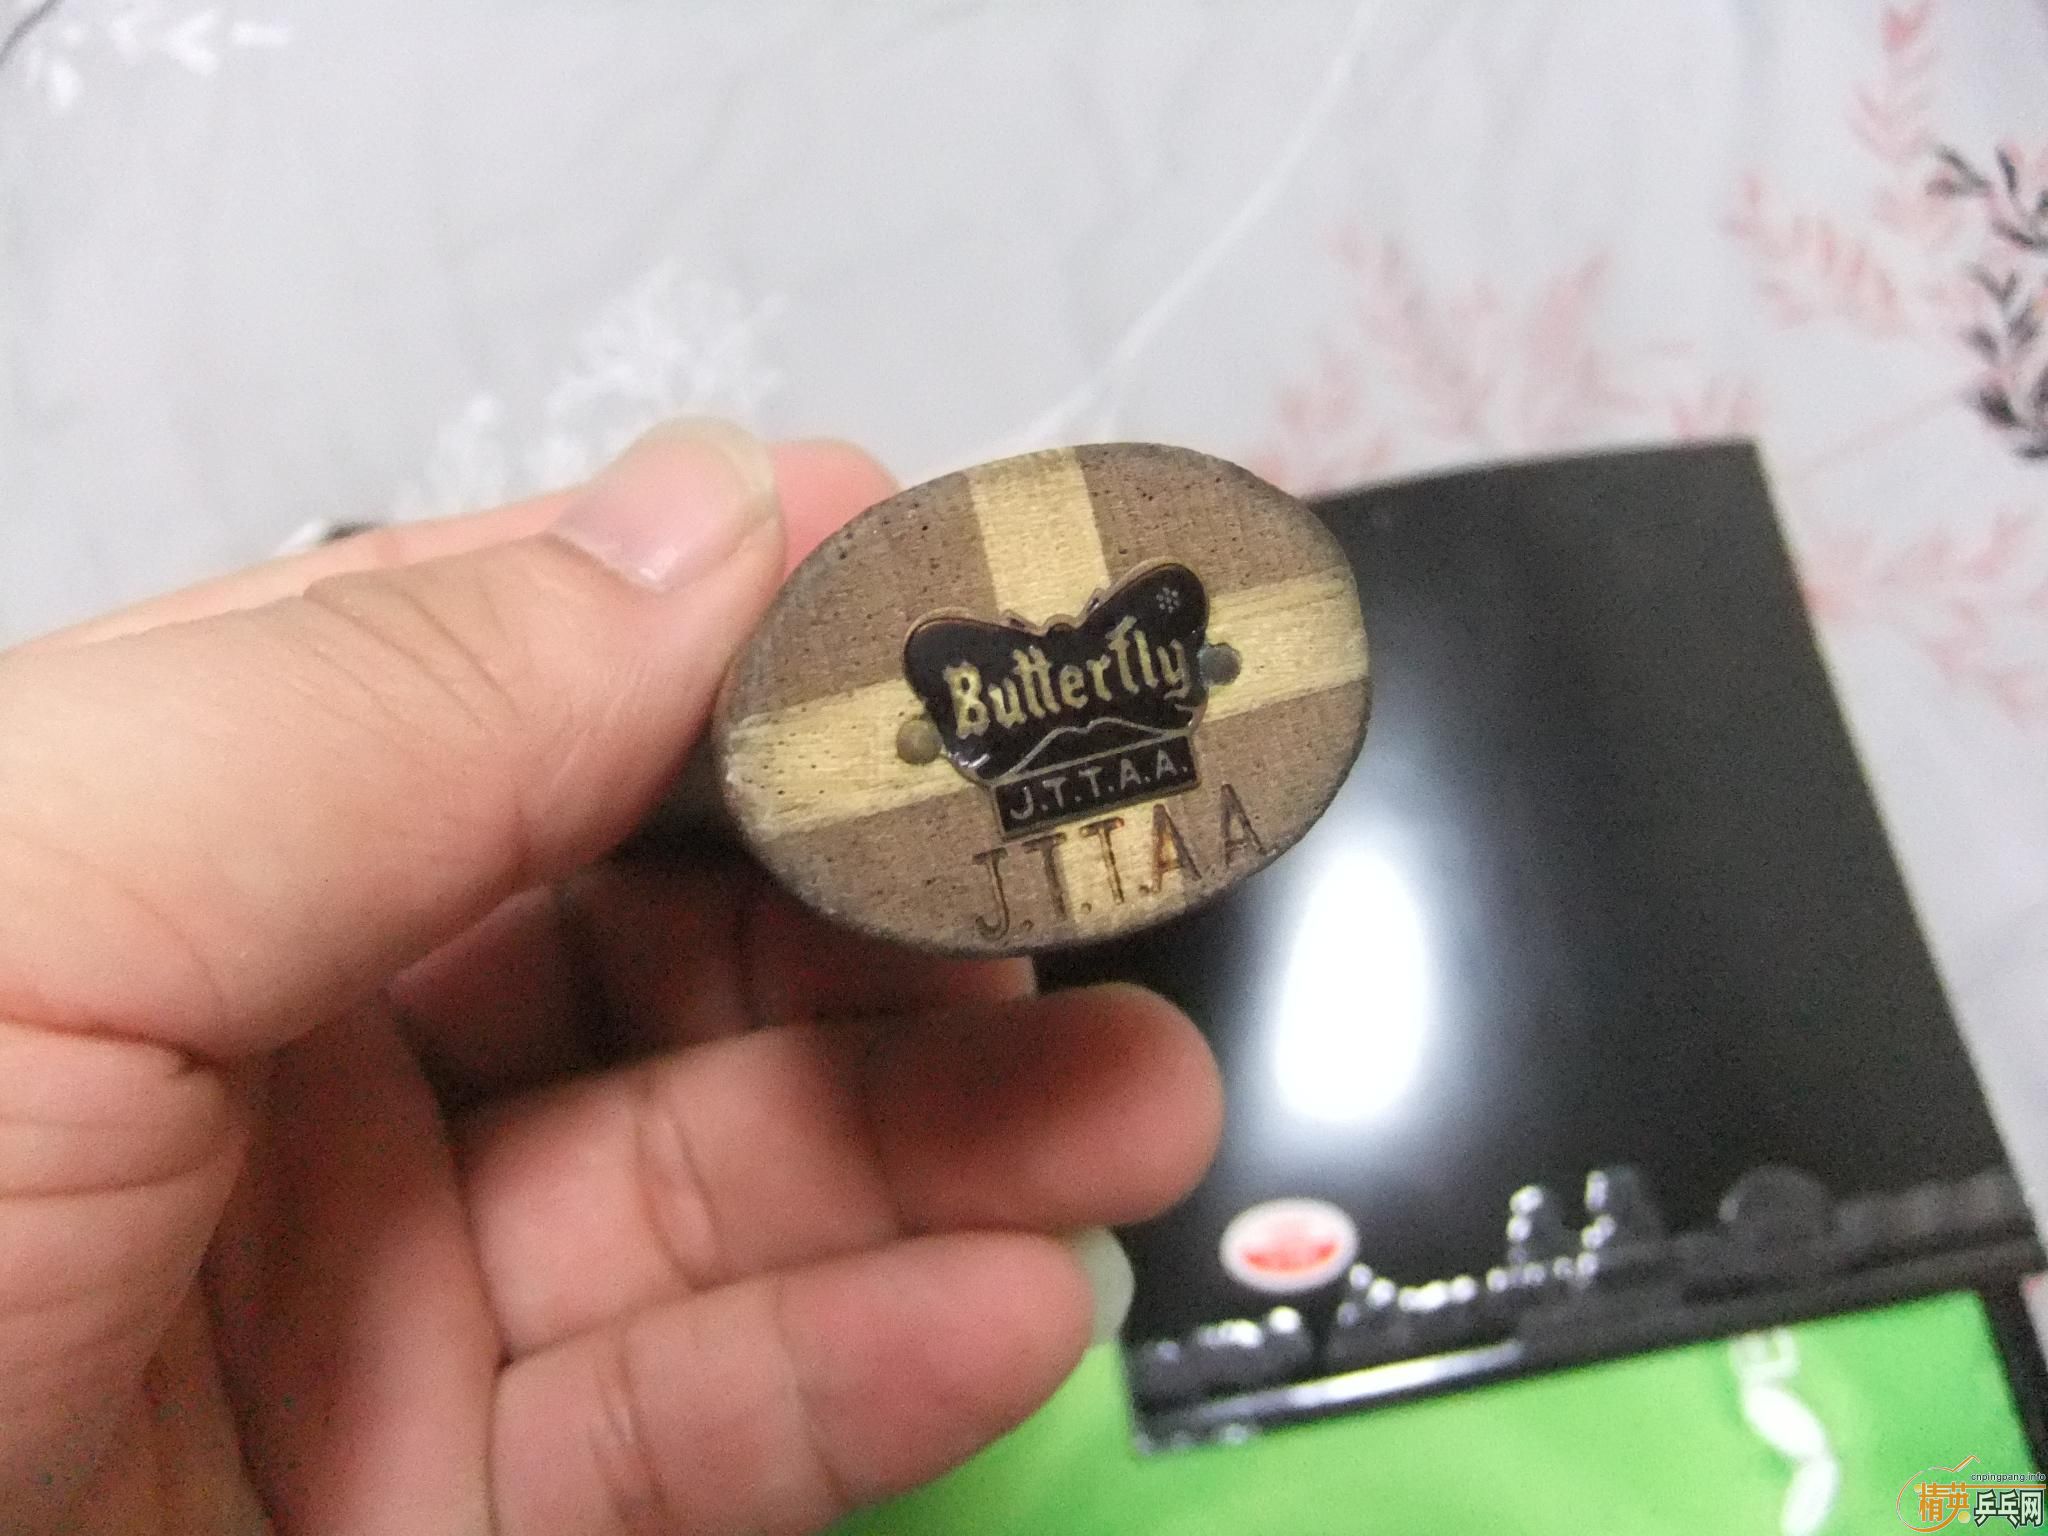 Butterfly
J.T.T.A.A.
J.T.T.A A
cnpingpang.info
精英乒乓网